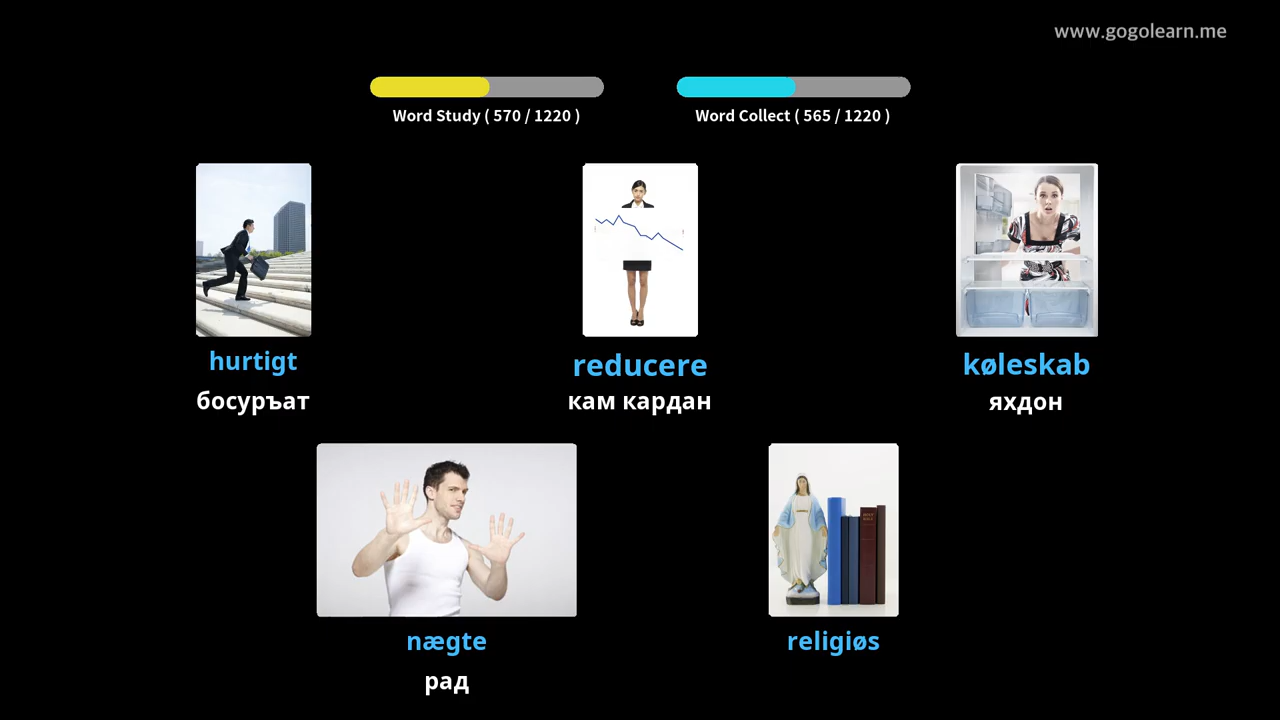 www.gogolearn.me
Word Study ( 570 / 1220 )
Word Collect ( 565 / 1220 )
hurtigt
босуръат
reducere
кам кардан
køleskab
яхдон
nægte
рад
religiøs